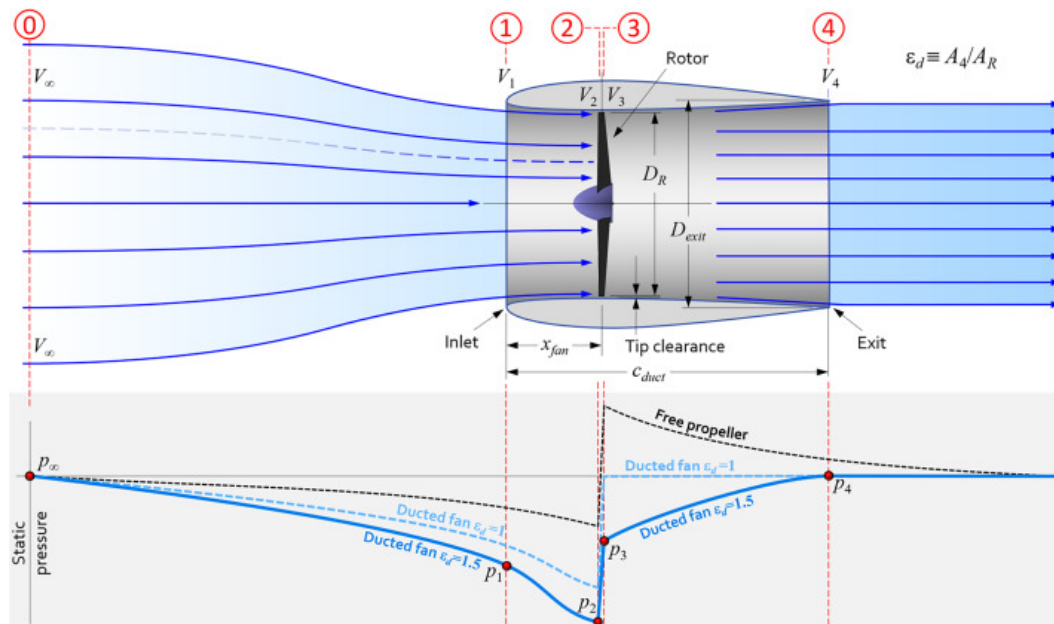 0
1
2
3
4
V∞
V1
V2
V3
V4
εd ≡ A4/AR
Rotor
DR
Dexit
V∞
Inlet
xfan
Tip clearance
Exit
cduct
Free propeller
p∞
Ducted fan εd=1
p4
Ducted fan εd=1
Ducted fan εd=1.5
p3
Ducted fan εd=1.5
Static
pressure
p1
p2